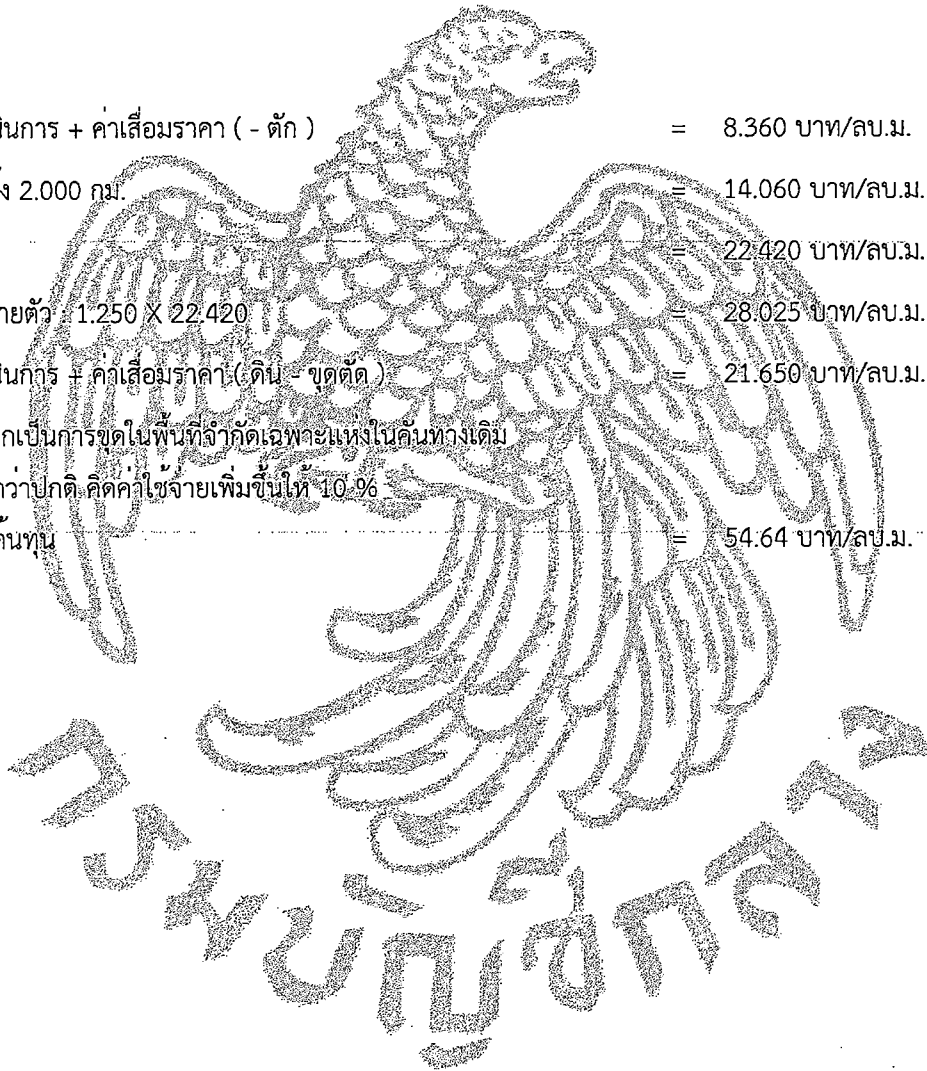 นินการ + ค่าเสื่อมราคา ( - ตัก ) = 8.360 บาท/ลบ.ม.
้ง 2.000 กม. = 14.060 บาท/ลบ.ม.
= 22.420 บาท/ลบ.ม.
ายตัว : 1.250 X 22.420 = 28.025 บาท/ลบ.ม.
นินการ + ค่าเสื่อมราคา ( ดิน - ขุดตัด ) = 21.650 บาท/ลบ.ม.
กเป็นการขุดในพื้นที่จำกัดเฉพาะแห่งในคันทางเดิม
กว่าปกติ คิดค่าใช้จ่ายเพิ่มขึ้นให้ 10 %
ต้นทุน = 54.64 บาท/ลบ.ม.
กรมบัญชีกลาง